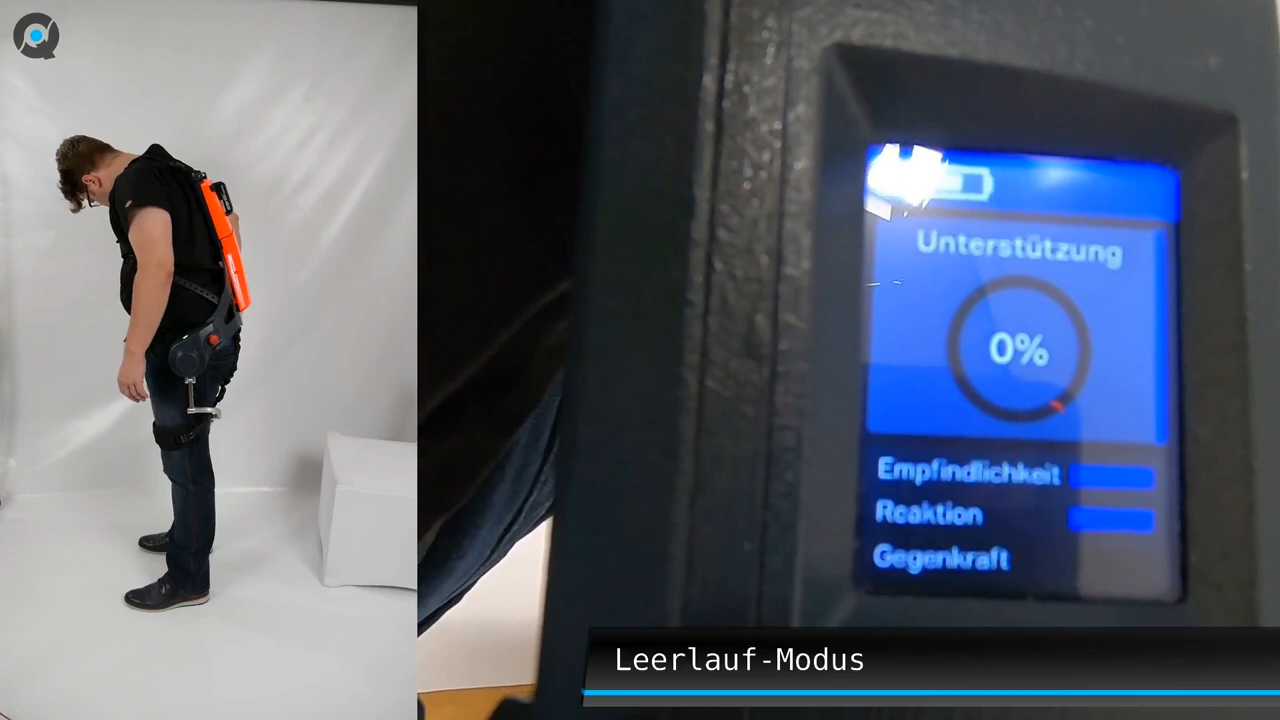 Unterstützung
0%
Empfindlichkeit
Reaktion
Gegenkraft
Leerlauf-Modus